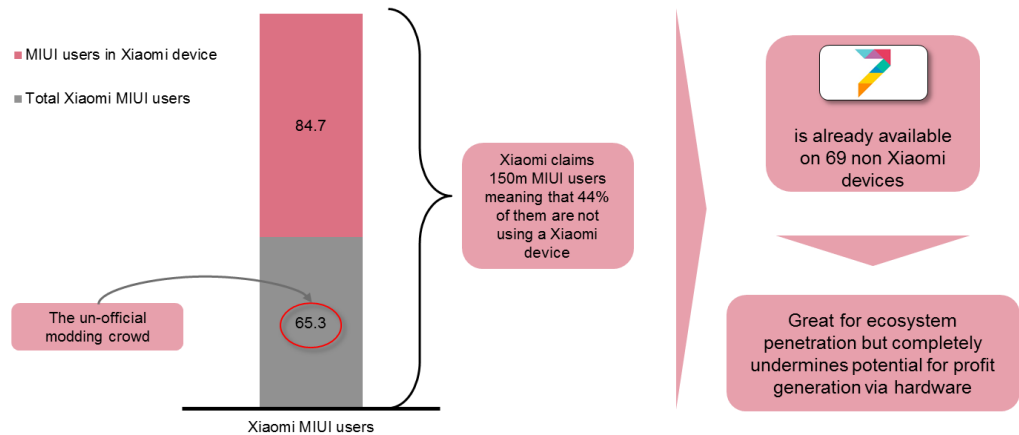 MIUI users in Xiaomi device
Total Xiaomi MIUI users
84.7
65.3
The un-official
modding crowd
Xiaomi MIUI users
Xiaomi claims
150m MIUI users
meaning that 44%
of them are not
using a Xiaomi
device
is already available
on 69 non Xiaomi
devices
Great for ecosystem
penetration but completely
undermines potential for profit
generation via hardware